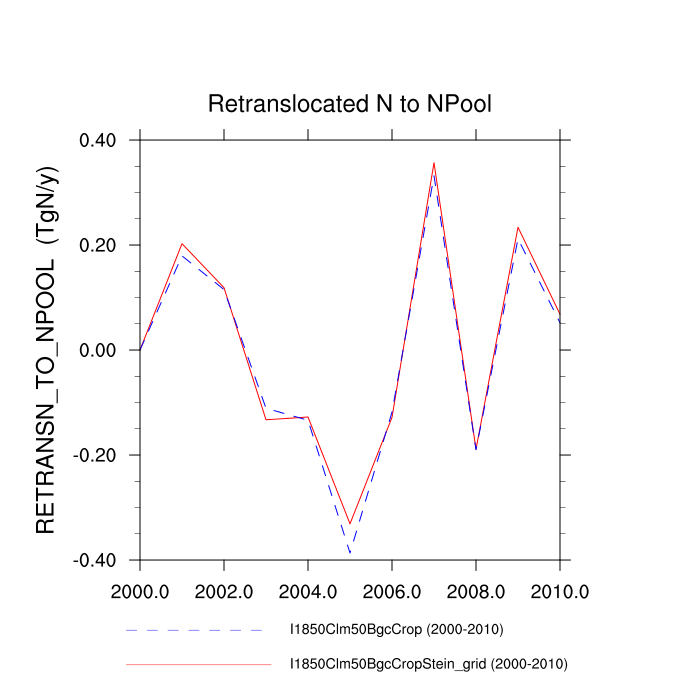 Retranslocated N to NPool
RETRANSN_TO_NPOOL (TgN/y)
0.40
0.20
0.00
-0.20
-0.40
2000.0 2002.0 2004.0 2006.0 2008.0 2010.0
I1850Clm50BgcCrop (2000-2010)
I1850Clm50BgcCropStein_grid (2000-2010)